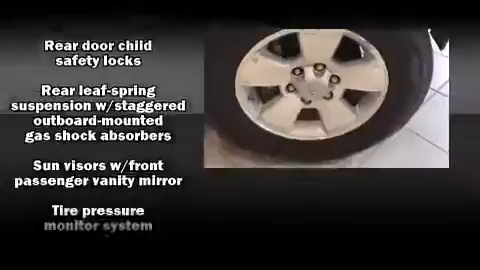 Rear door child
safety locks
Rear leaf-spring
suspension w/staggered
outboard-mounted
gas shock absorbers
Sun visors w/front
passenger vanity mirror
Tire pressure
monitor system